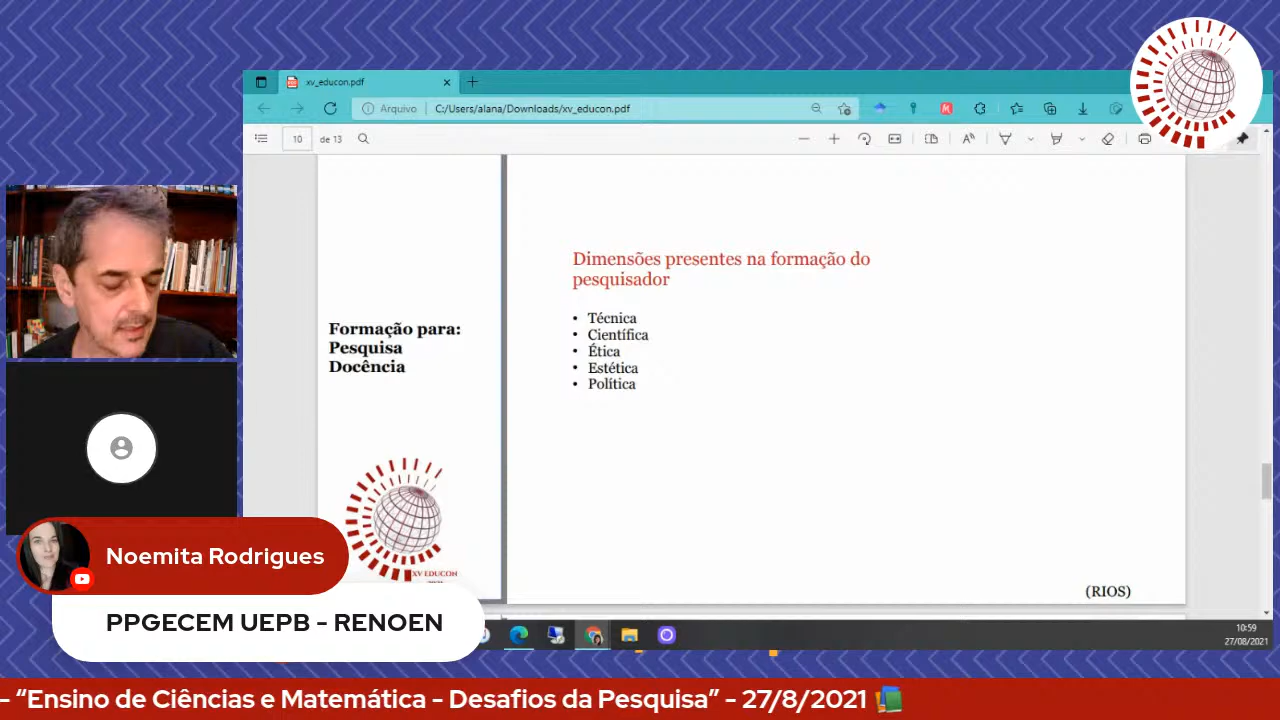 xv_educon.pdf
Arquivo
C:/Users/alana/Downloads/xv_educon.pdf
10
de 13
Dimensões presentes na formação do
pesquisador
• Técnica
• Científica
• Ética
• Estética
• Política
Formação para:
Pesquisa
Docência
XV EDUCON
(RIOS)
Noemita Rodrigues
PPGECEM UEPB - RENOEN
10:59
27/08/2021
- “Ensino de Ciências e Matemática - Desafios da Pesquisa” - 27/8/2021